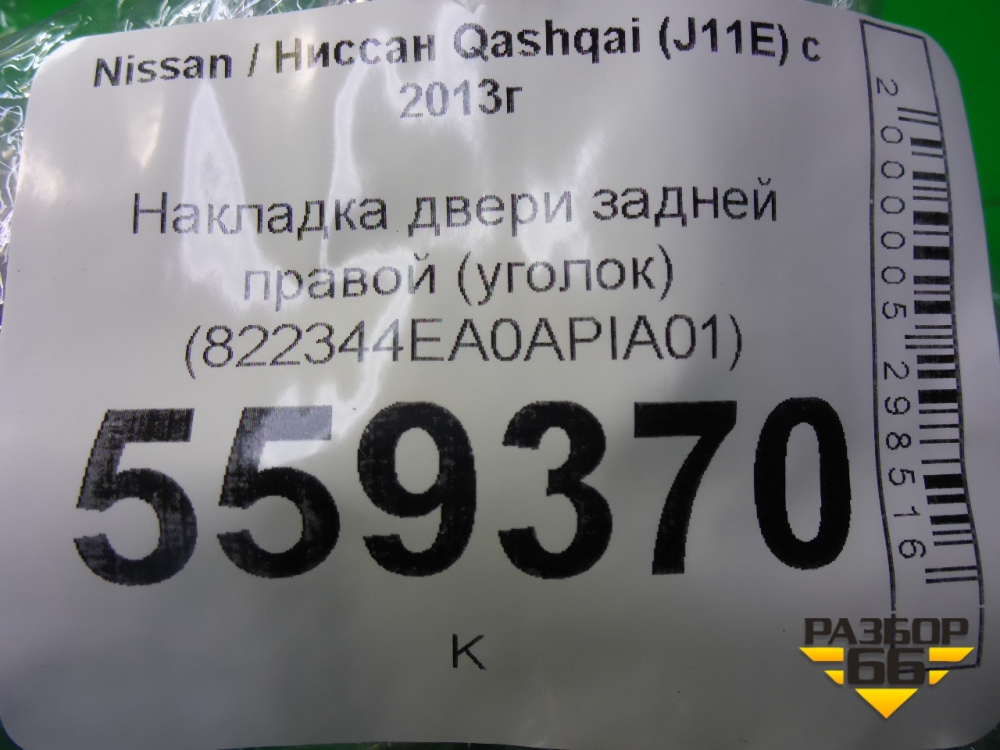 Nissan / Ниссан Qashqai (J11E) с
2013г
Накладка двери задней
правой (уголок)
(822344EA0APIA01)
559370
К
2000005298516
РАЗБОР
66